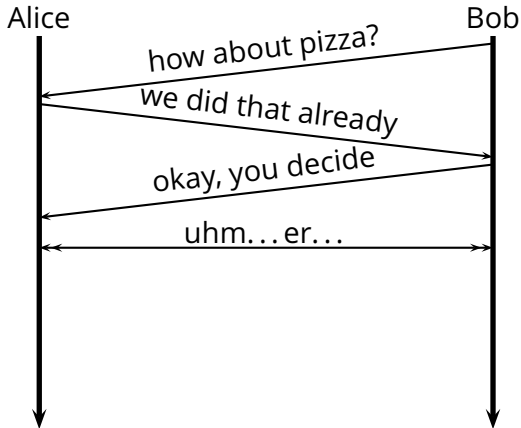 Alice
Bob
how about pizza?
we did that already
okay, you decide
uhm...er...